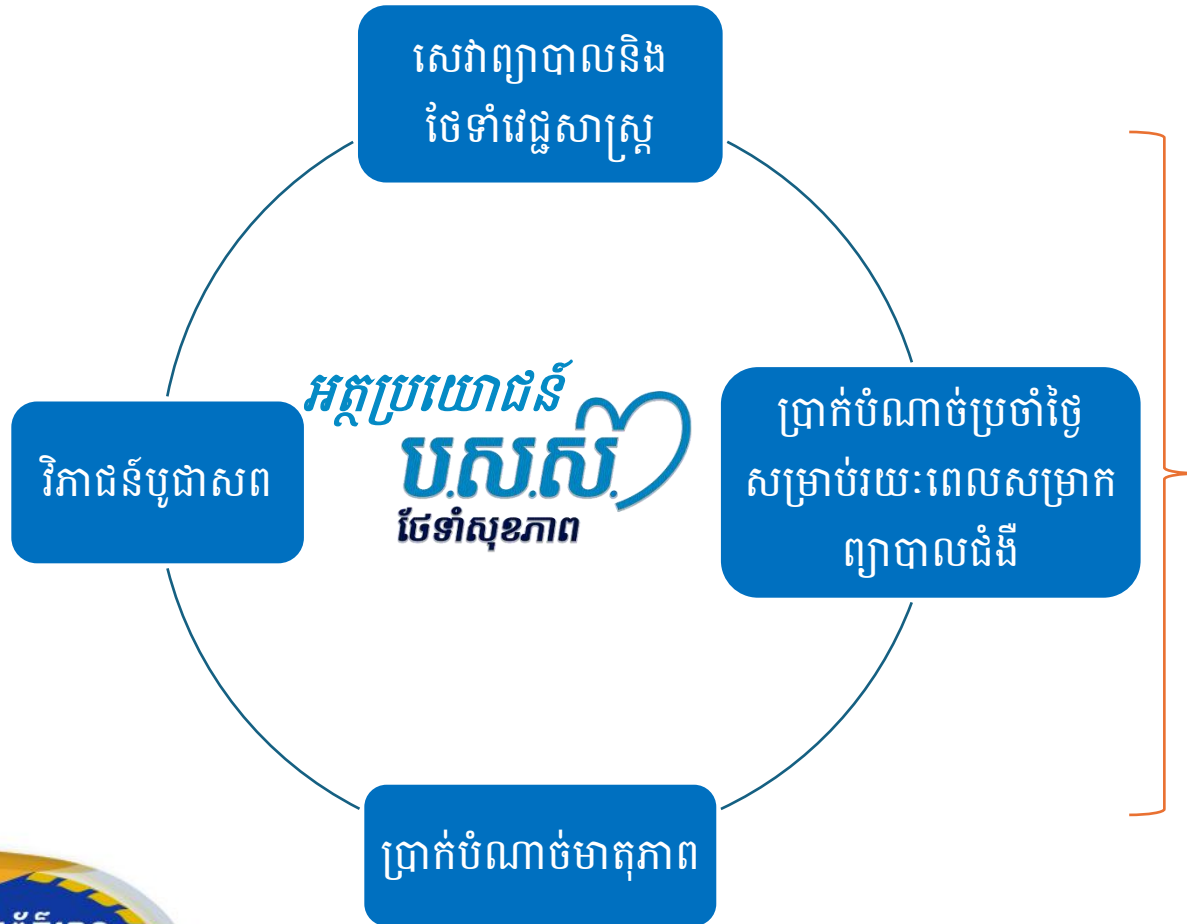 សេវាព្យាបាលនិង
ថែទាំវេជ្ជសាស្ត្រ
អត្ថប្រយោជន៍
ប.ស.ស.
ថែទាំសុខភាព
ប្រាក់បំណាច់ប្រចាំថ្ងៃ
សម្រាប់រយៈពេលសម្រាក
ព្យាបាលជំងឺ
វិភាជន៍បូជាសព
ប្រាក់បំណាច់មាតុភាព